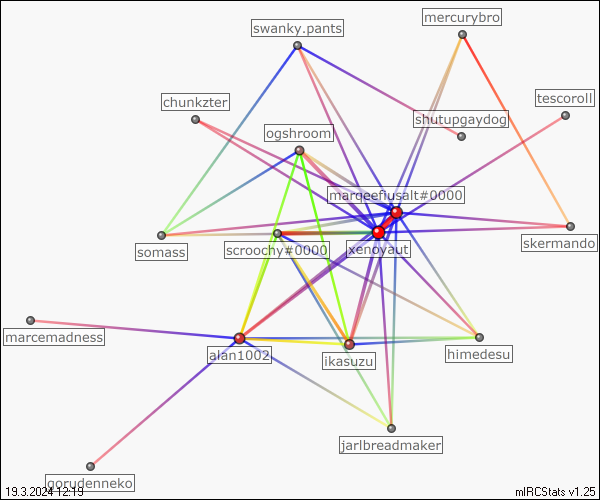 mercurybro
swanky.pants
tescoroll
chunkzter
shutupgaydog
ogshroom
marqeefiusalt#0000
somass
scroochy#0000
xenoyaut
skermando
marcemadness
alan1002
ikasuzu
himedesu
jarlbreadmaker
gorudenneko
19.3.2024 12:19
mIRCStats v1.25